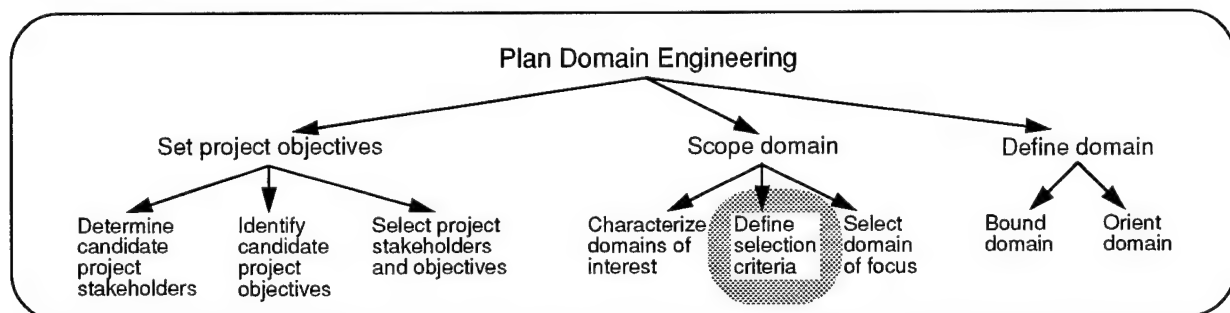 Plan Domain Engineering
Set project objectives
Scope domain
Define domain
Determine
candidate
project
stakeholders
Identify
candidate
project
objectives
Select project
stakeholders
and objectives
Characterize
domains of
interest
Define
selection
criteria
Select
domain
of focus
Bound
domain
Orient
domain